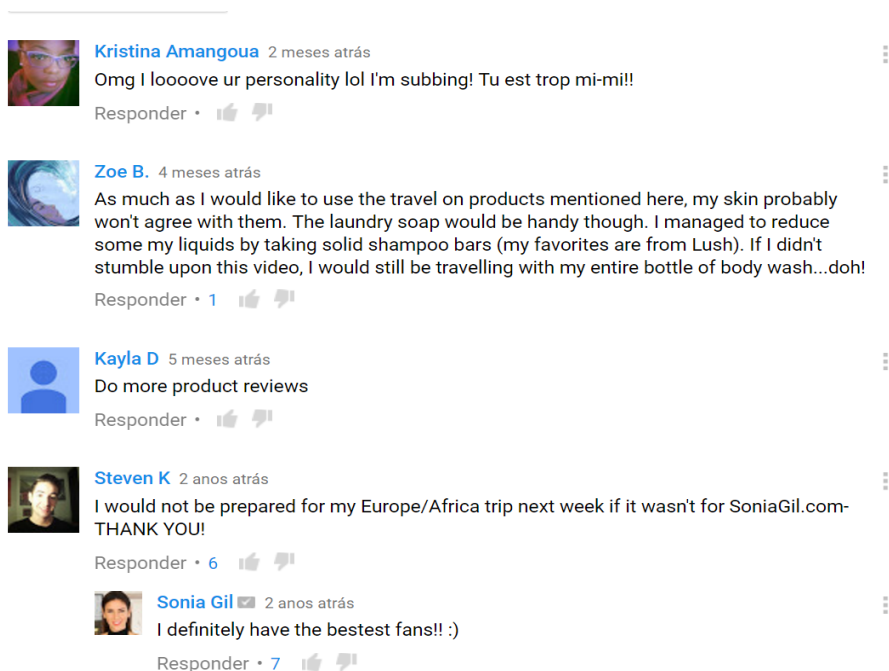 Kristina Amangoua 2 meses atrás
Omg I loooove ur personality lol I'm subbing! Tu est trop mi-mi!!
Responder •
Zoe B. 4 meses atrás
As much as I would like to use the travel on products mentioned here, my skin probably
won't agree with them. The laundry soap would be handy though. I managed to reduce
some my liquids by taking solid shampoo bars (my favorites are from Lush). If I didn't
stumble upon this video, I would still be travelling with my entire bottle of body wash...doh!
Responder • 1
Kayla D 5 meses atrás
Do more product reviews
Responder •
Steven K 2 anos atrás
I would not be prepared for my Europe/Africa trip next week if it wasn't for SoniaGil.com-
THANK YOU!
Responder • 6
Sonia Gil 2 anos atrás
I definitely have the bestest fans!! :)
Responder • 7